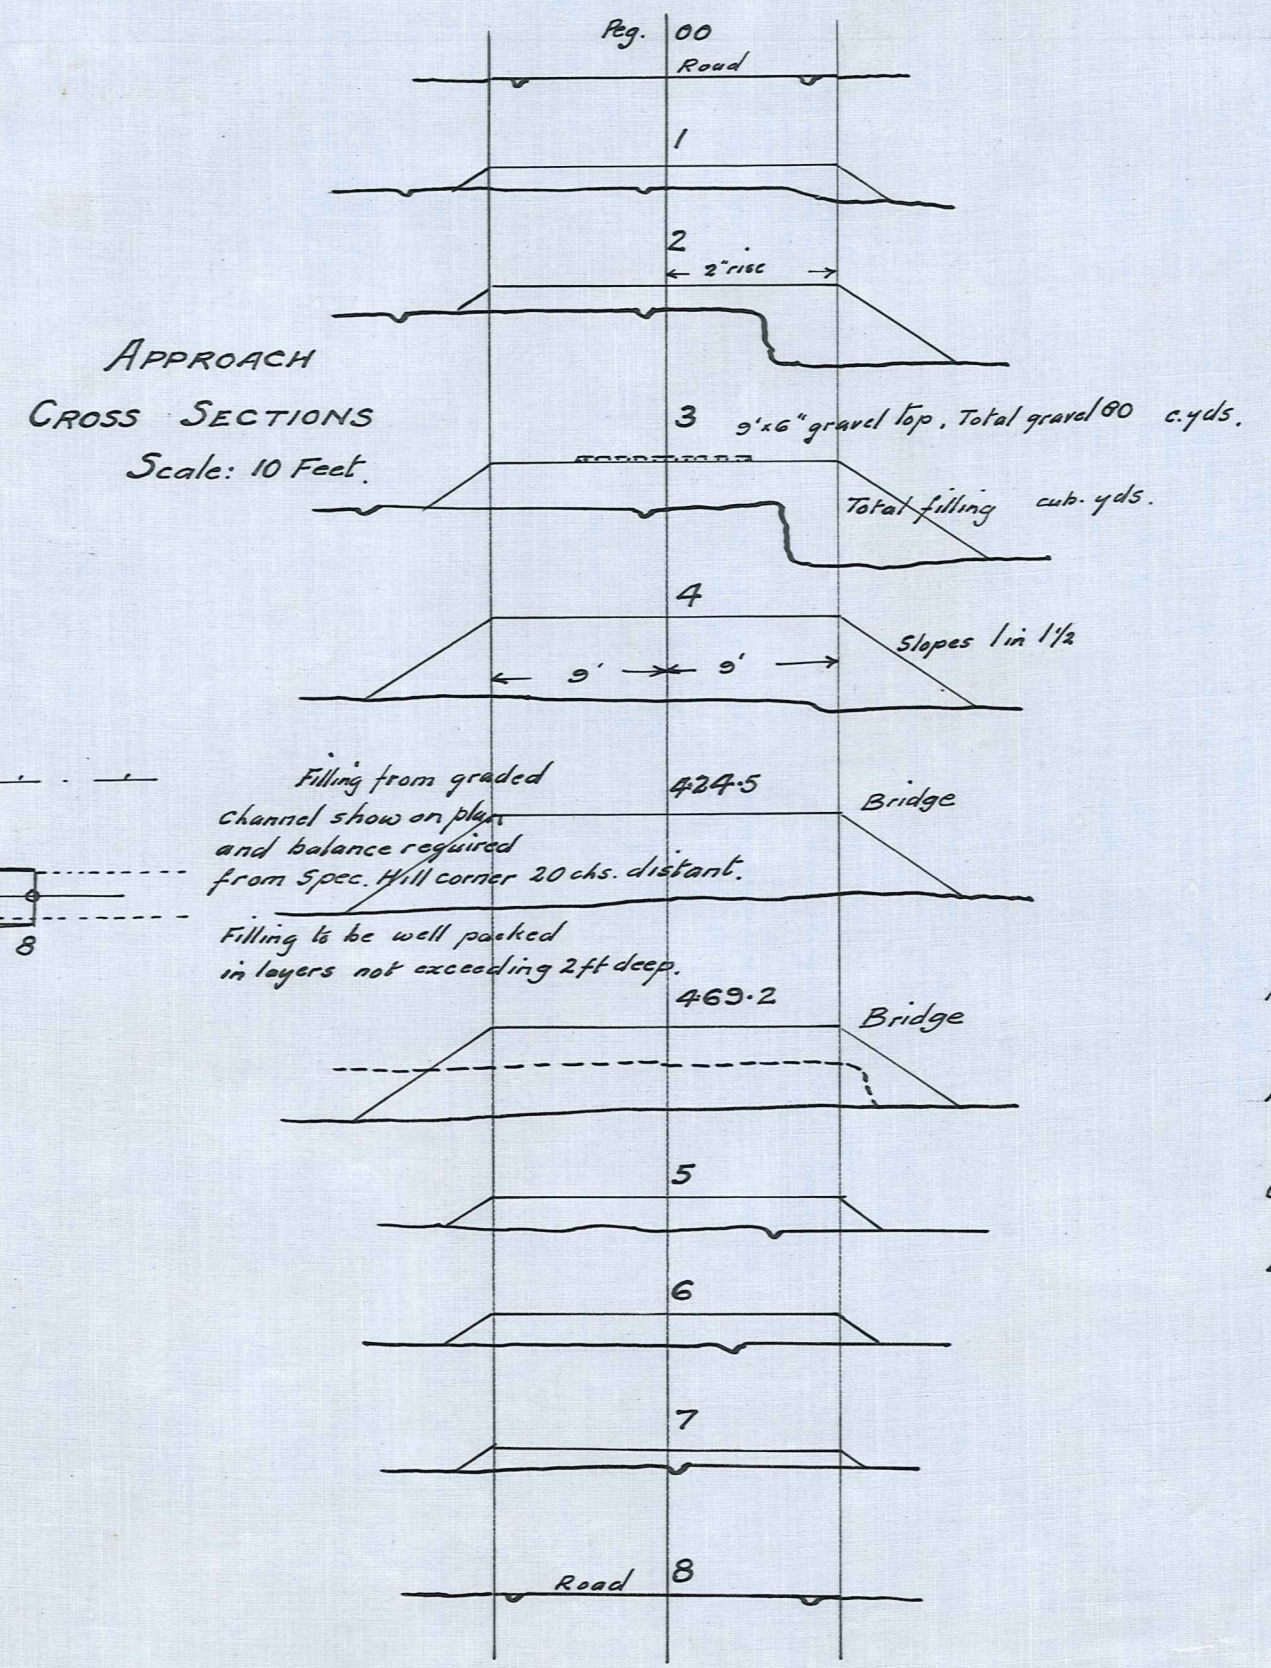 Peg. 00
Road
1
2
2" rise
APPROACH
CROSS SECTIONS
Scale: 10 Feet.
3 9'x6" gravel top, Total gravel 80 c.yds.
Total filling cub. yds.
4
Slopes 1 in 1½
9' 9'
Filling from graded
channel show on plan
and balance required
from Spec. Hill corner 20 chs. distant.
424.5 Bridge
Filling to be well packed
in layers not exceeding 2ft deep.
8
469.2 Bridge
5
6
7
Road 8